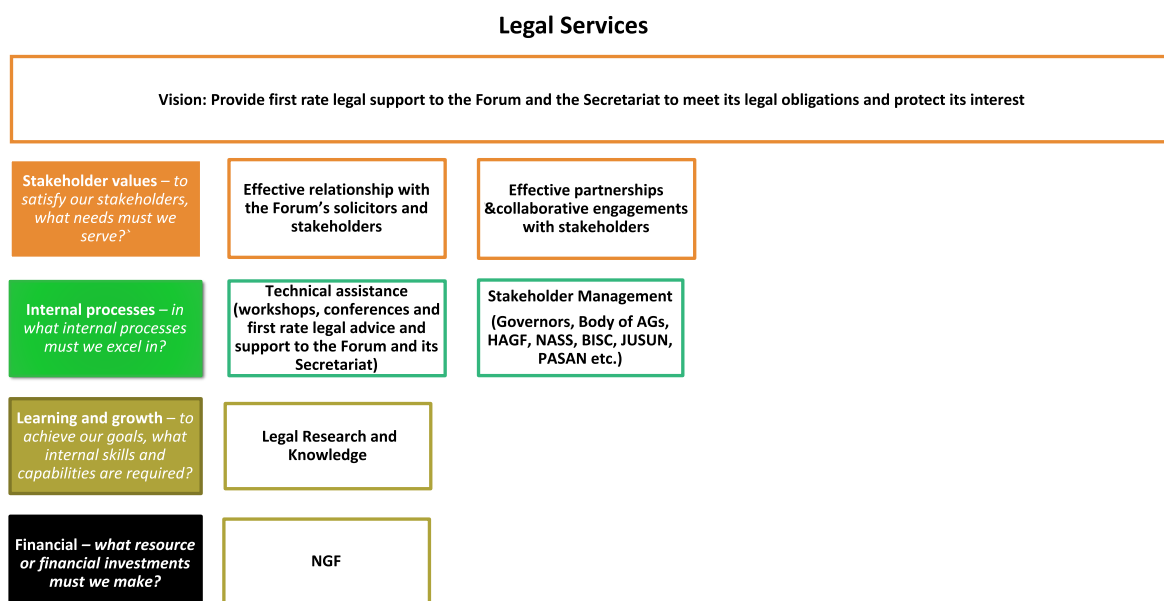 Legal Services
Vision: Provide first rate legal support to the Forum and the Secretariat to meet its legal obligations and protect its interest
Stakeholder values – to
satisfy our stakeholders,
what needs must we
serve?`
Effective relationship with
the Forum’s solicitors and
stakeholders
Effective partnerships
&collaborative engagements
with stakeholders
Internal processes – in
what internal processes
must we excel in?
Technical assistance
(workshops, conferences and
first rate legal advice and
support to the Forum and its
Secretariat)
Stakeholder Management
(Governors, Body of AGs,
HAGF, NASS, BISC, JUSUN,
PASAN etc.)
Learning and growth – to
achieve our goals, what
internal skills and
capabilities are required?
Legal Research and
Knowledge
Financial – what resource
or financial investments
must we make?
NGF